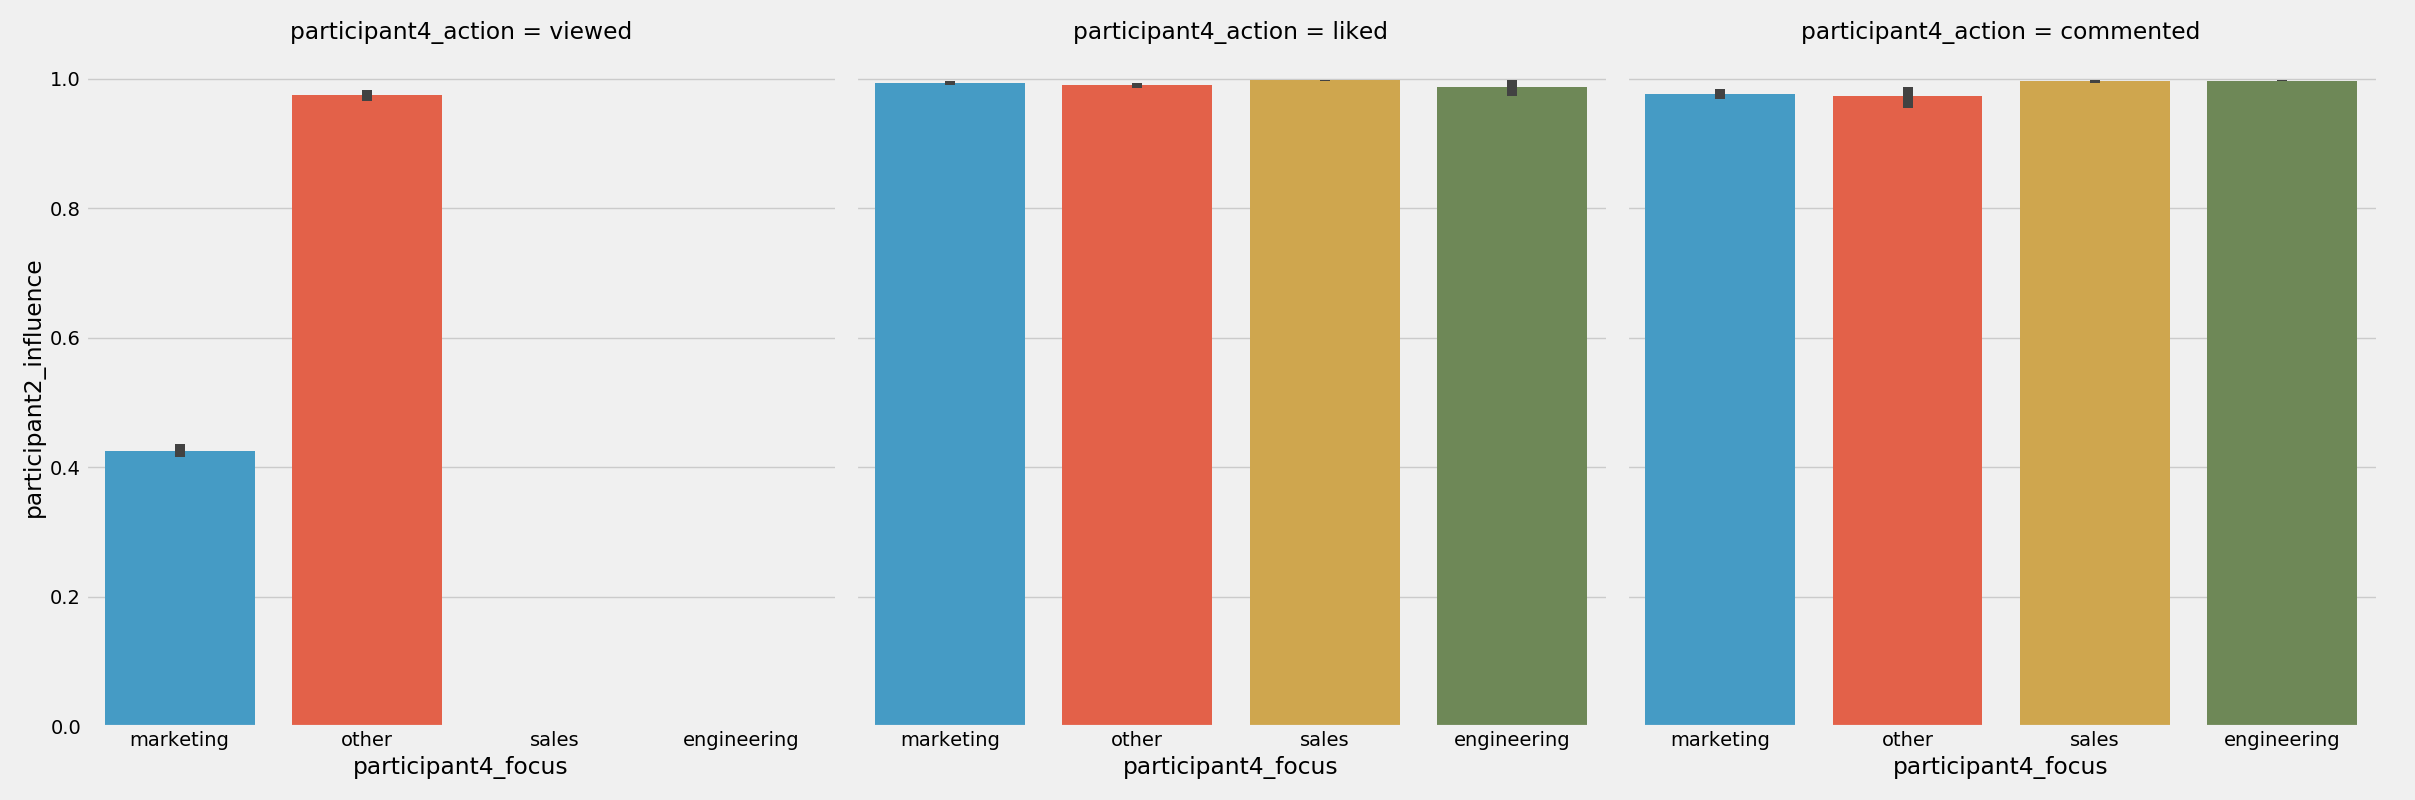 participant4_action = viewed
participant4_action = liked
participant4_action = commented
participant2_influence
1.0
0.8
0.6
0.4
0.2
0.0
marketing other sales engineering
marketing other sales engineering
marketing other sales engineering
participant4_focus
participant4_focus
participant4_focus